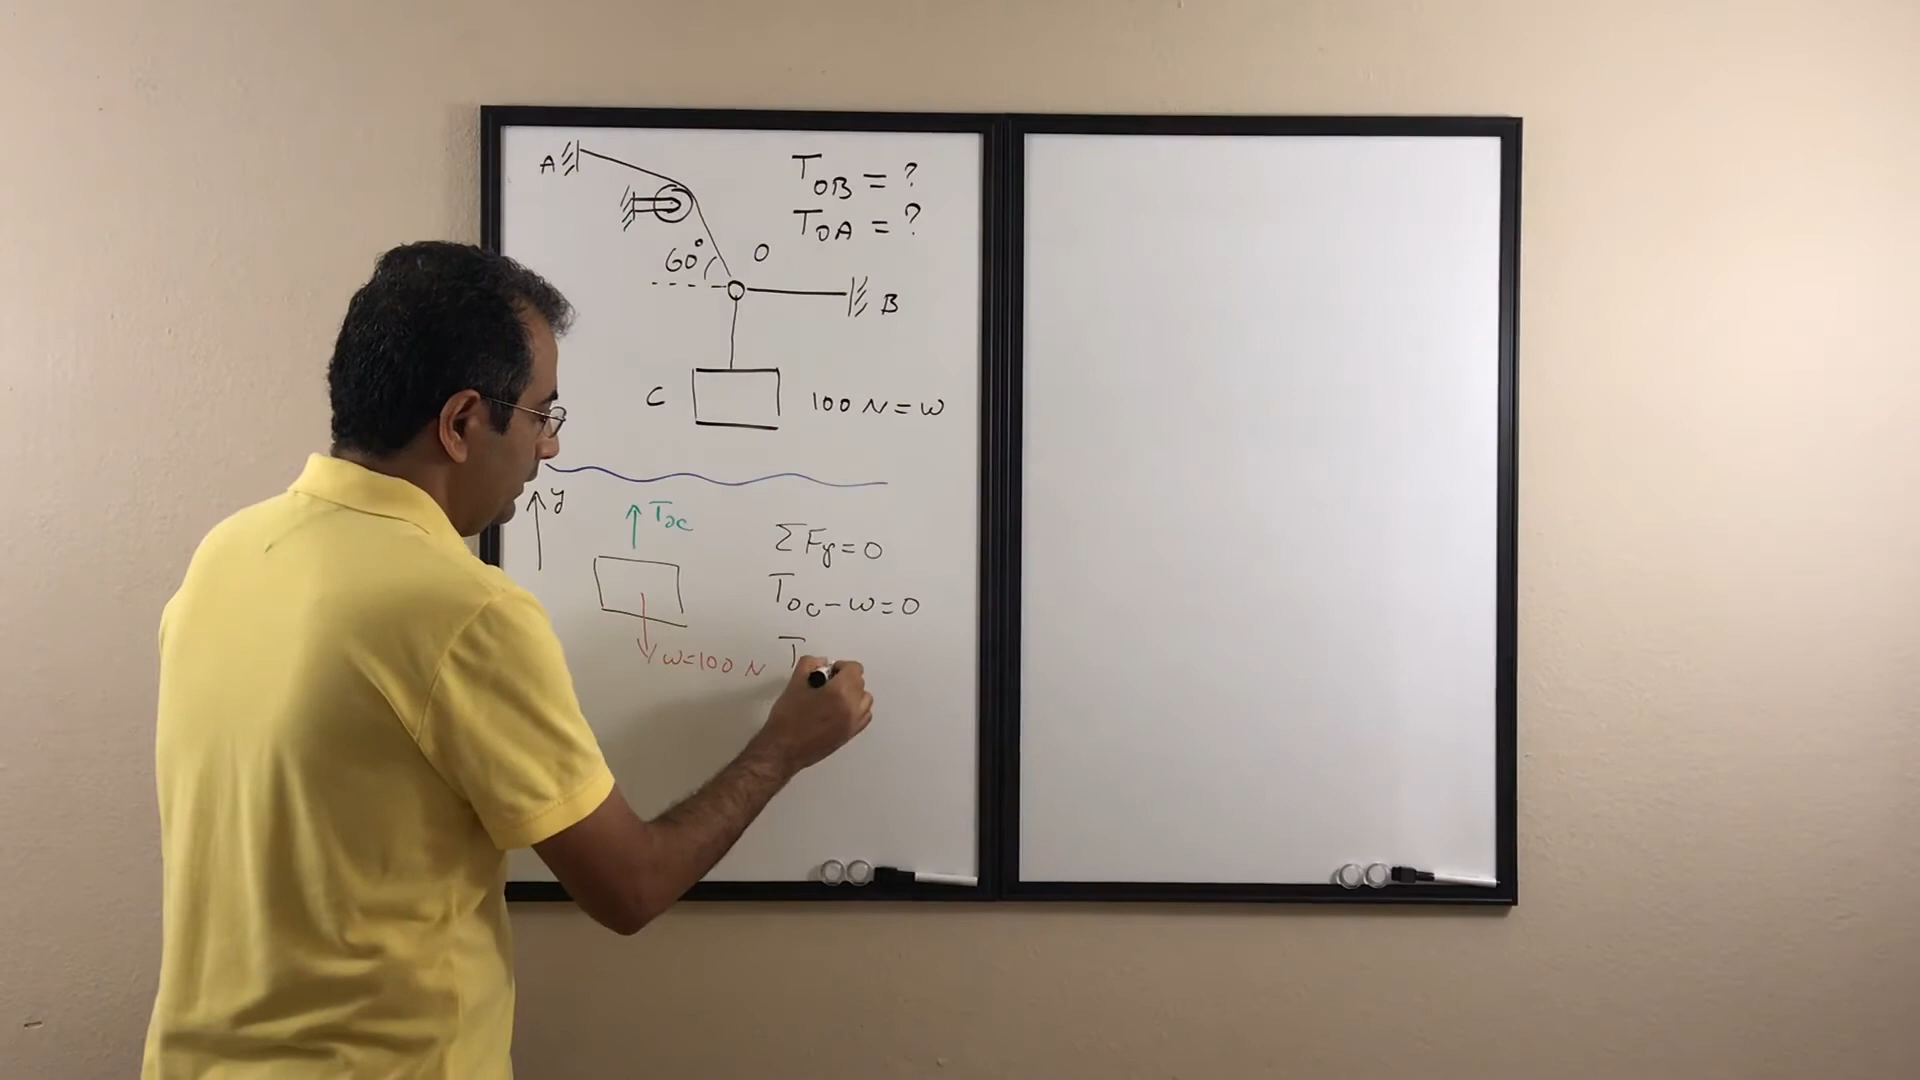 A
T_OB = ?
T_OA = ?
60°
O
B
C
100 N = W
y
T_OC
ΣFy = 0
T_OC - W = 0
W=100 N
T